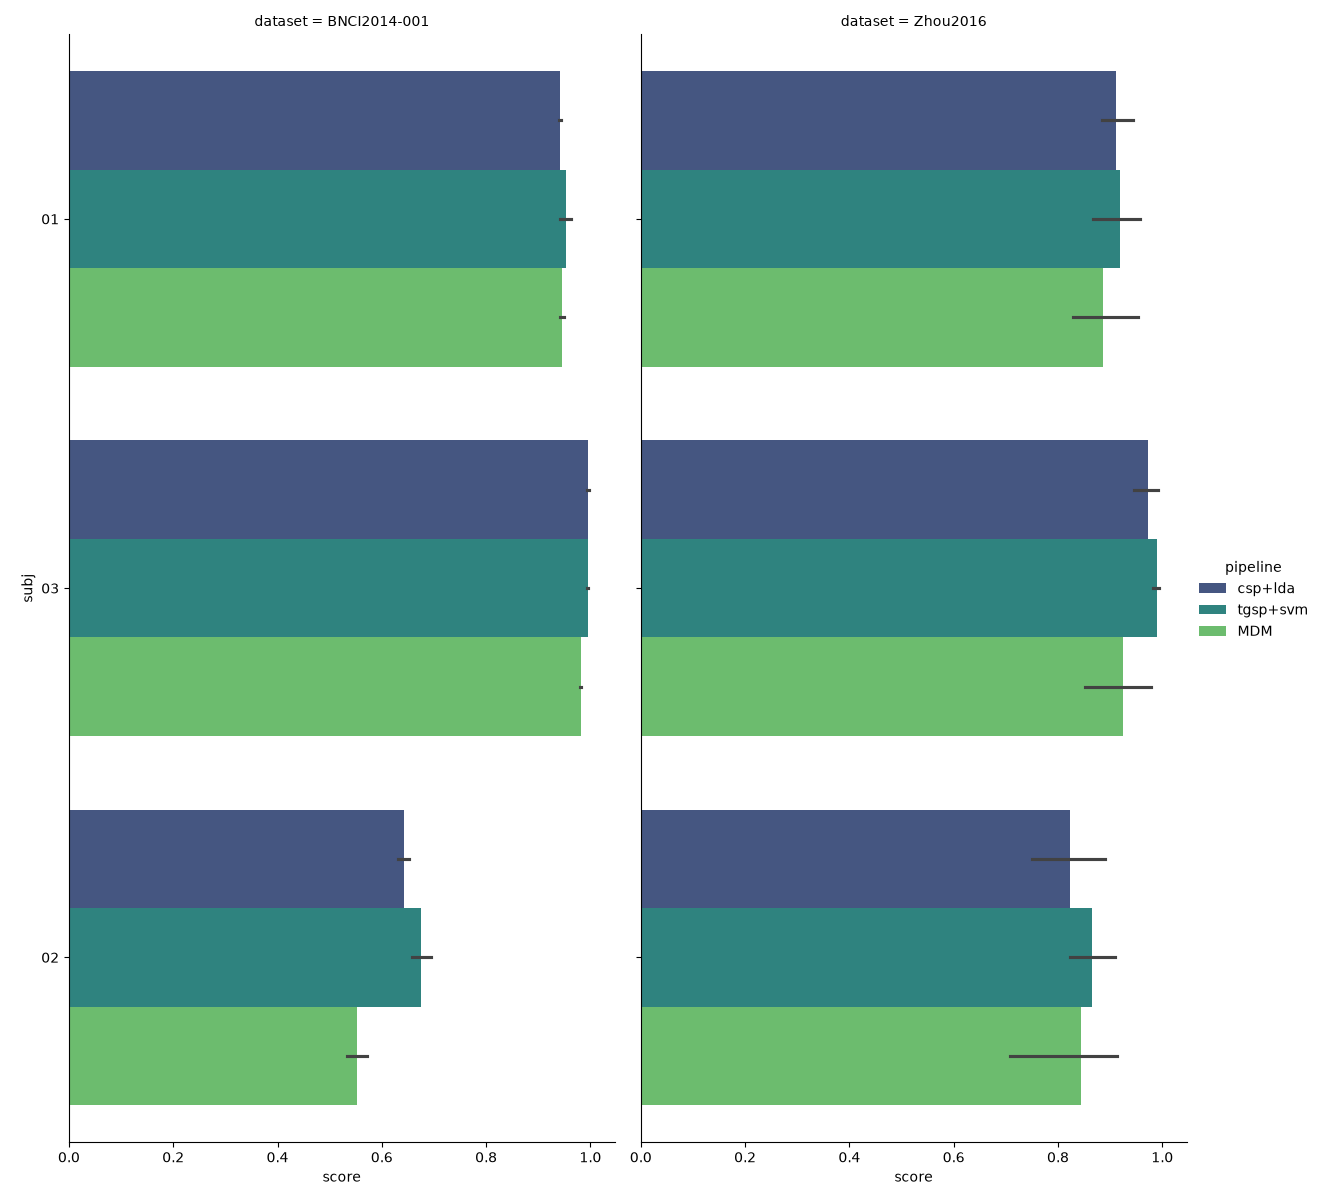 dataset = BNCI2014-001
dataset = Zhou2016
subj
01
03
02
0.0 0.2 0.4 0.6 0.8 1.0
score
0.0 0.2 0.4 0.6 0.8 1.0
score
pipeline
csp+lda
tgsp+svm
MDM